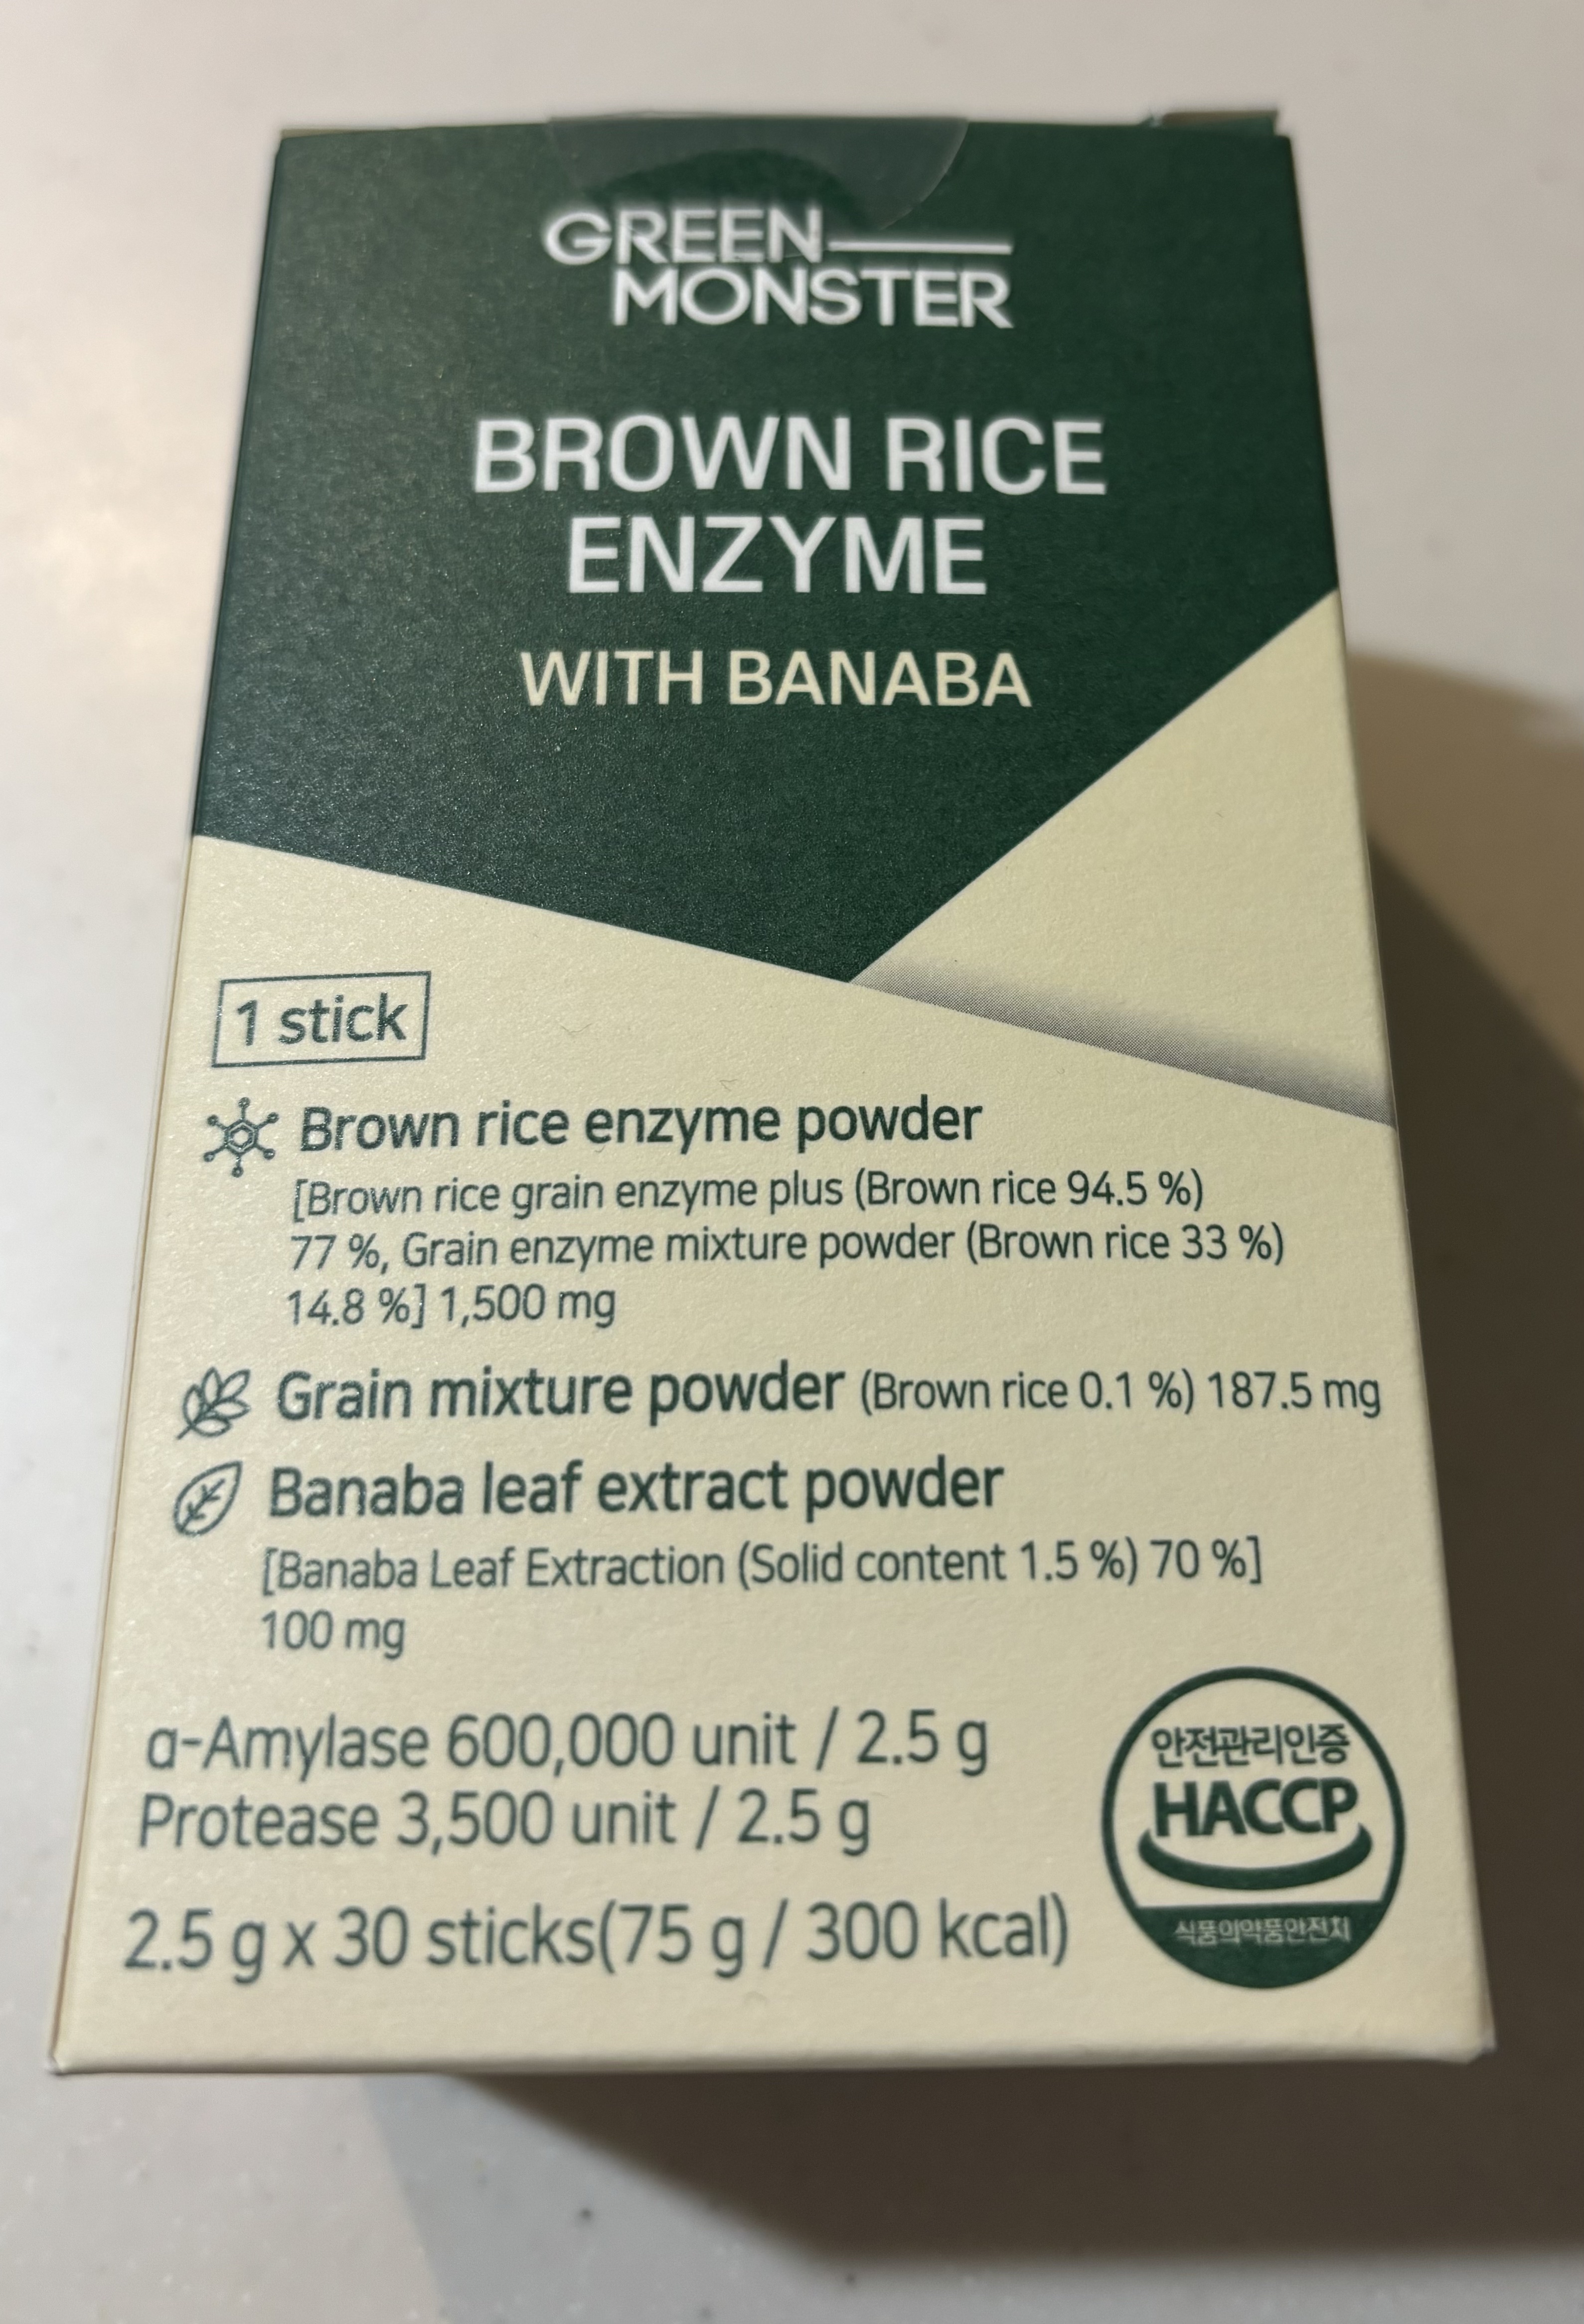 GREEN
MONSTER
BROWN RICE
ENZYME
WITH BANABA
1 stick
Brown rice enzyme powder
[Brown rice grain enzyme plus (Brown rice 94.5 %)
77 %, Grain enzyme mixture powder (Brown rice 33 %)
14.8 %] 1,500 mg
Grain mixture powder (Brown rice 0.1 %) 187.5 mg
Banaba leaf extract powder
[Banaba Leaf Extraction (Solid content 1.5 %) 70 %]
100 mg
α-Amylase 600,000 unit / 2.5 g
Protease 3,500 unit / 2.5 g
2.5 g x 30 sticks(75 g / 300 kcal)
안전관리인증
HACCP
식품의약품안전처